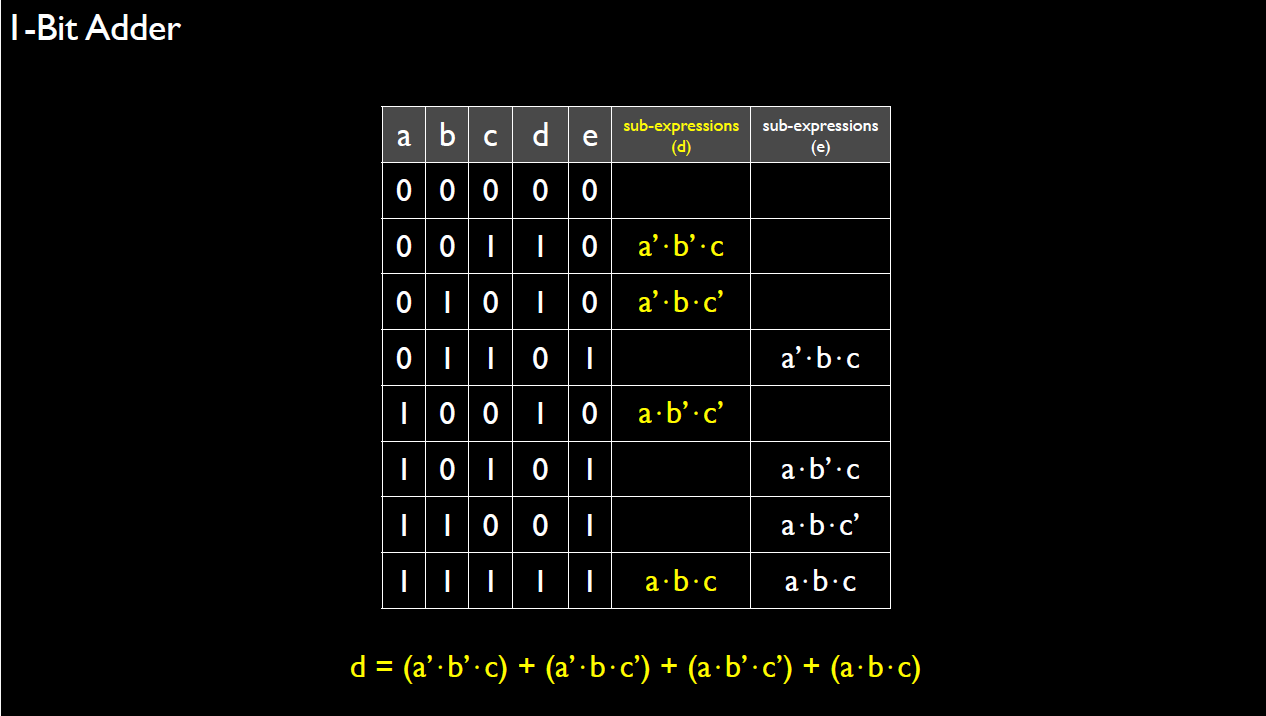 1-Bit Adder
a b c d e sub-expressions (d) sub-expressions (e)
0 0 0 0 0
0 0 1 1 0 a’·b’·c
0 1 0 1 0 a’·b·c’
0 1 1 0 1 a’·b·c
1 0 0 1 0 a·b’·c’
1 0 1 0 1 a·b’·c
1 1 0 0 1 a·b·c’
1 1 1 1 1 a·b·c a·b·c
d = (a’·b’·c) + (a’·b·c’) + (a·b’·c’) + (a·b·c)